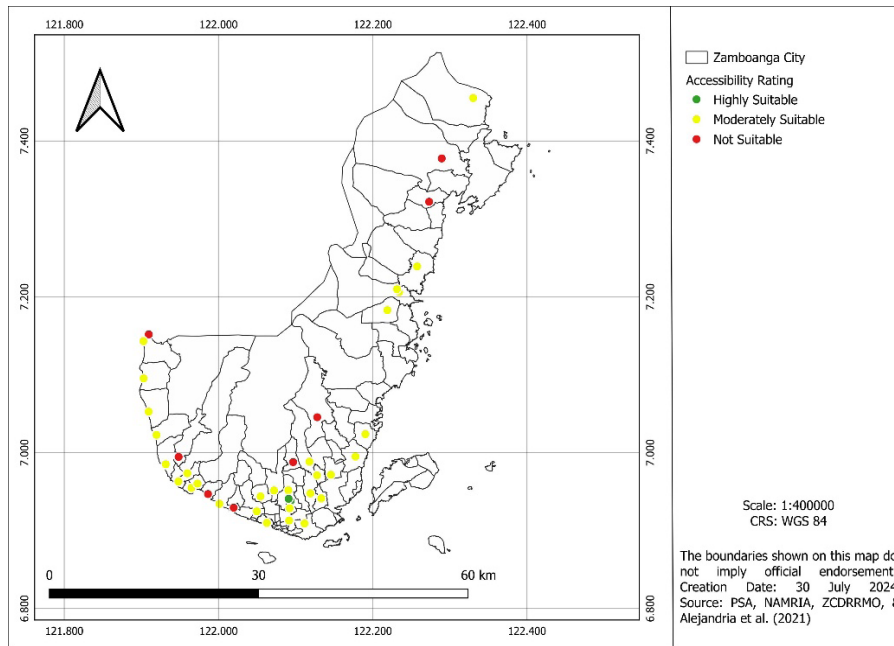 121.800 122.000 122.200 122.400
Zamboanga City
Accessibility Rating
Highly Suitable
Moderately Suitable
Not Suitable
7.400 7.400
7.200 7.200
7.000 7.000
6.800 6.800
0 30 60 km
121.800 122.000 122.200 122.400
Scale: 1:400000
CRS: WGS 84
The boundaries shown on this map do
not imply official endorsement
Creation Date: 30 July 2024
Source: PSA, NAMRIA, ZCDRRMO, &
Alejandria et al. (2021)